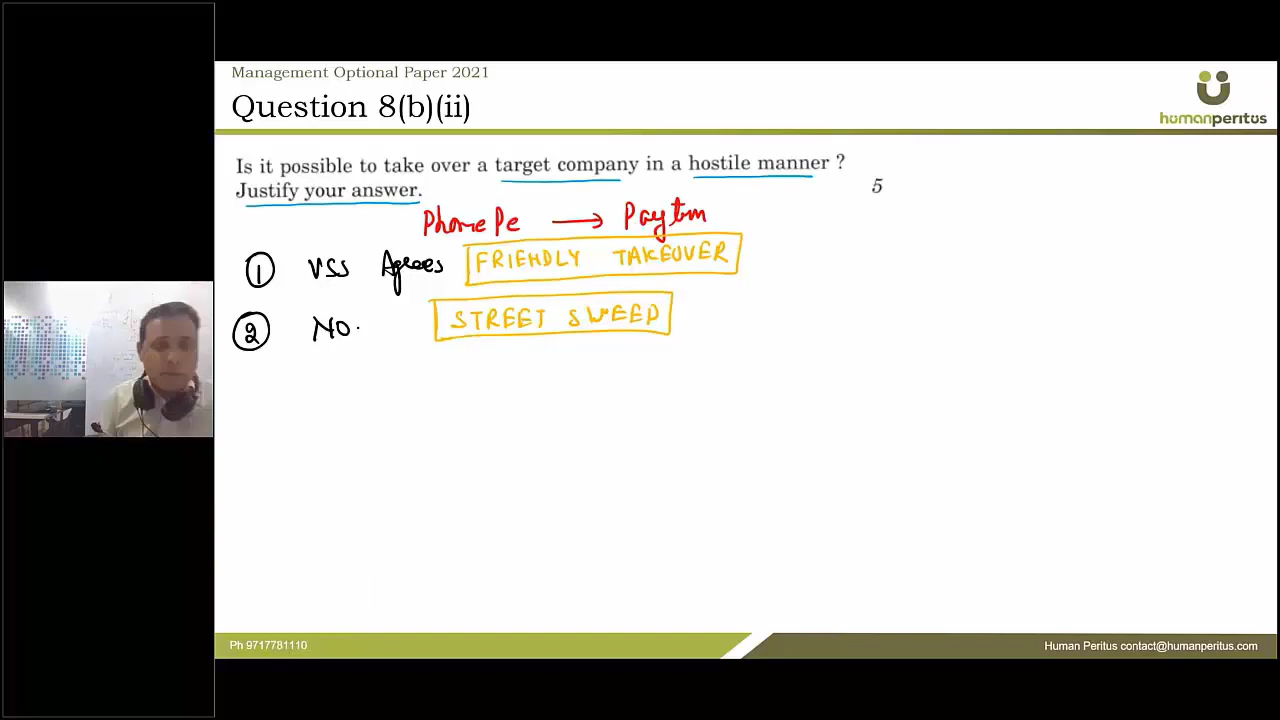 Management Optional Paper 2021
Question 8(b)(ii)
humanperitus
Is it possible to take over a target company in a hostile manner ?
Justify your answer.
5
PhonePe → Paytm
1 VSS Agrees FRIENDLY TAKEOVER
2 NO. STREET SWEEP
Ph 9717781110
Human Peritus contact@humanperitus.com